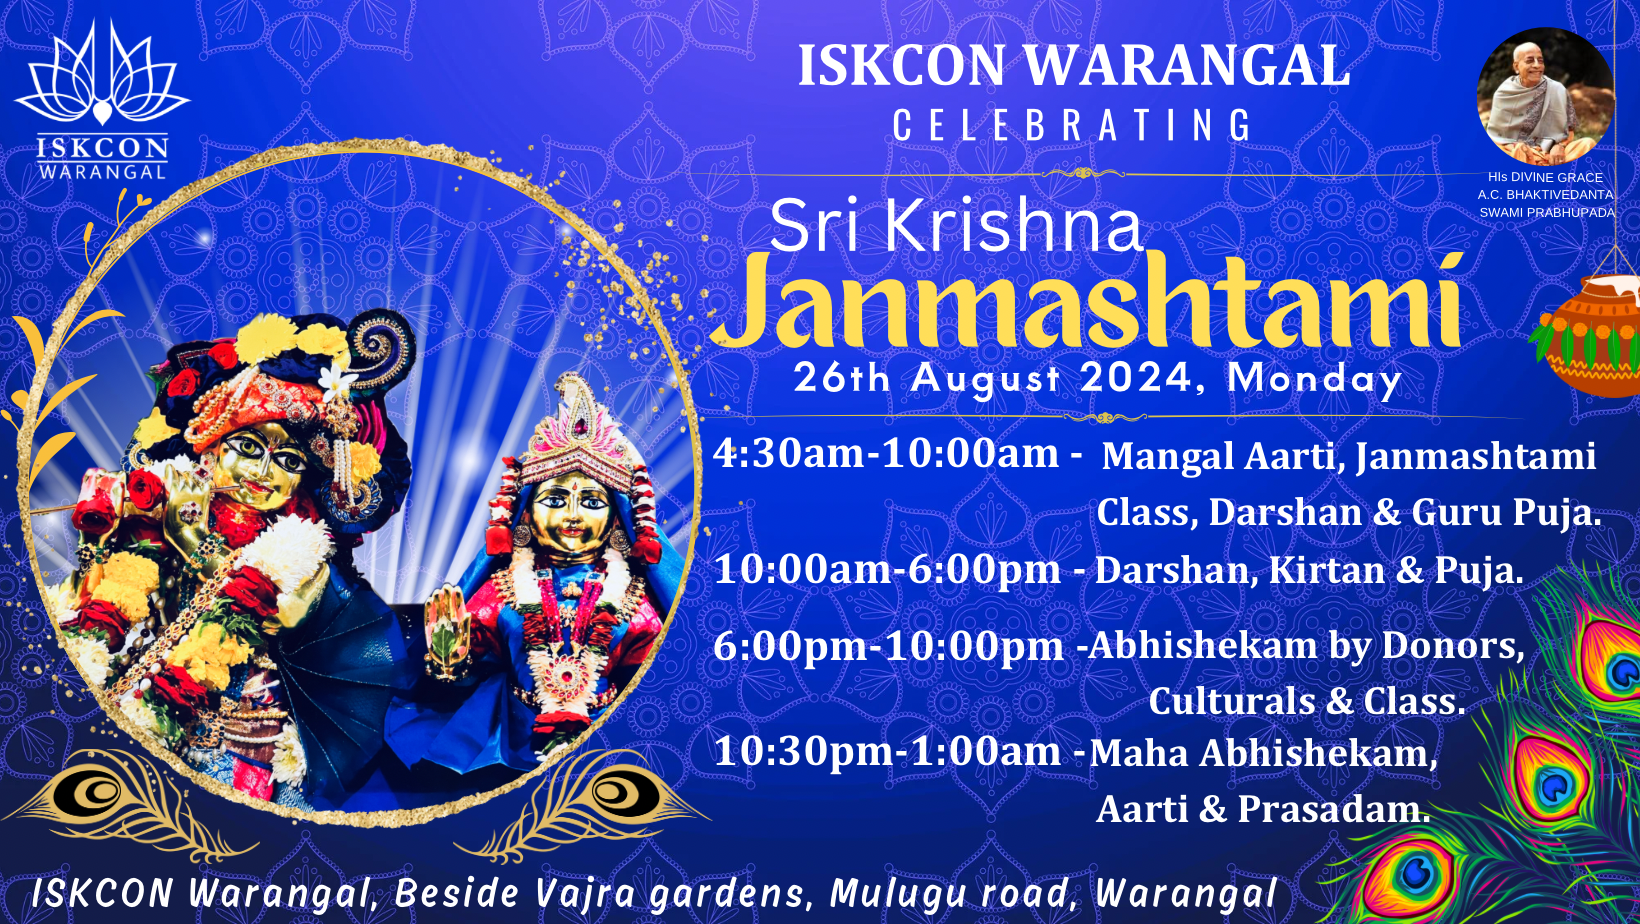 ISKCON
WARANGAL
ISKCON WARANGAL
CELEBRATING
HIs DIVINE GRACE
A.C. BHAKTIVEDANTA
SWAMI PRABHUPADA
Sri Krishna
Janmashtami
26th August 2024, Monday
4:30am-10:00am - Mangal Aarti, Janmashtami
Class, Darshan & Guru Puja.
10:00am-6:00pm - Darshan, Kirtan & Puja.
6:00pm-10:00pm -Abhishekam by Donors,
Culturals & Class.
10:30pm-1:00am -Maha Abhishekam,
Aarti & Prasadam.
ISKCON Warangal, Beside Vajra gardens, Mulugu road, Warangal